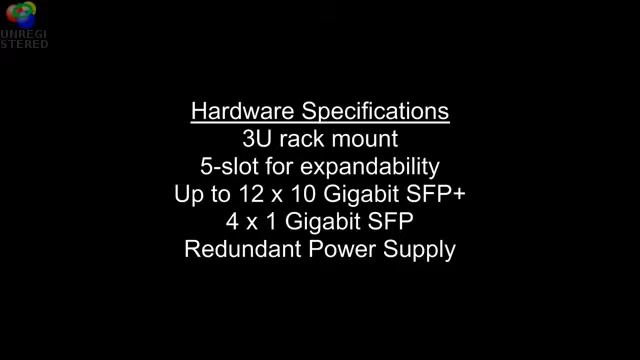 UNREGI
STERED
Hardware Specifications
3U rack mount
5-slot for expandability
Up to 12 x 10 Gigabit SFP+
4 x 1 Gigabit SFP
Redundant Power Supply